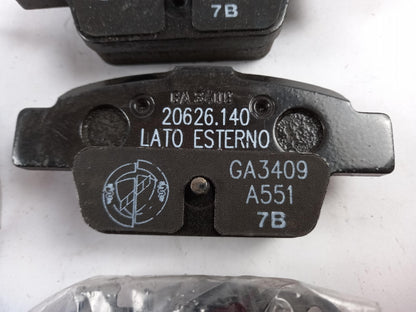 7B
20626.140
LATO ESTERNO
GA3409
A551
7B